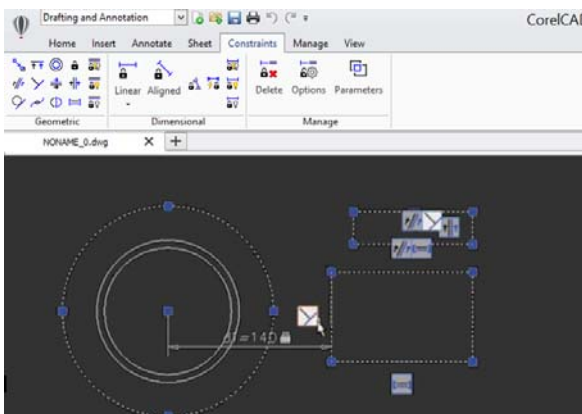 Drafting and Annotation
CorelCA
Home Insert Annotate Sheet Constraints Manage View
Linear Aligned
Delete Options Parameters
Geometric Dimensional Manage
NONAME_0.dwg
d1=140